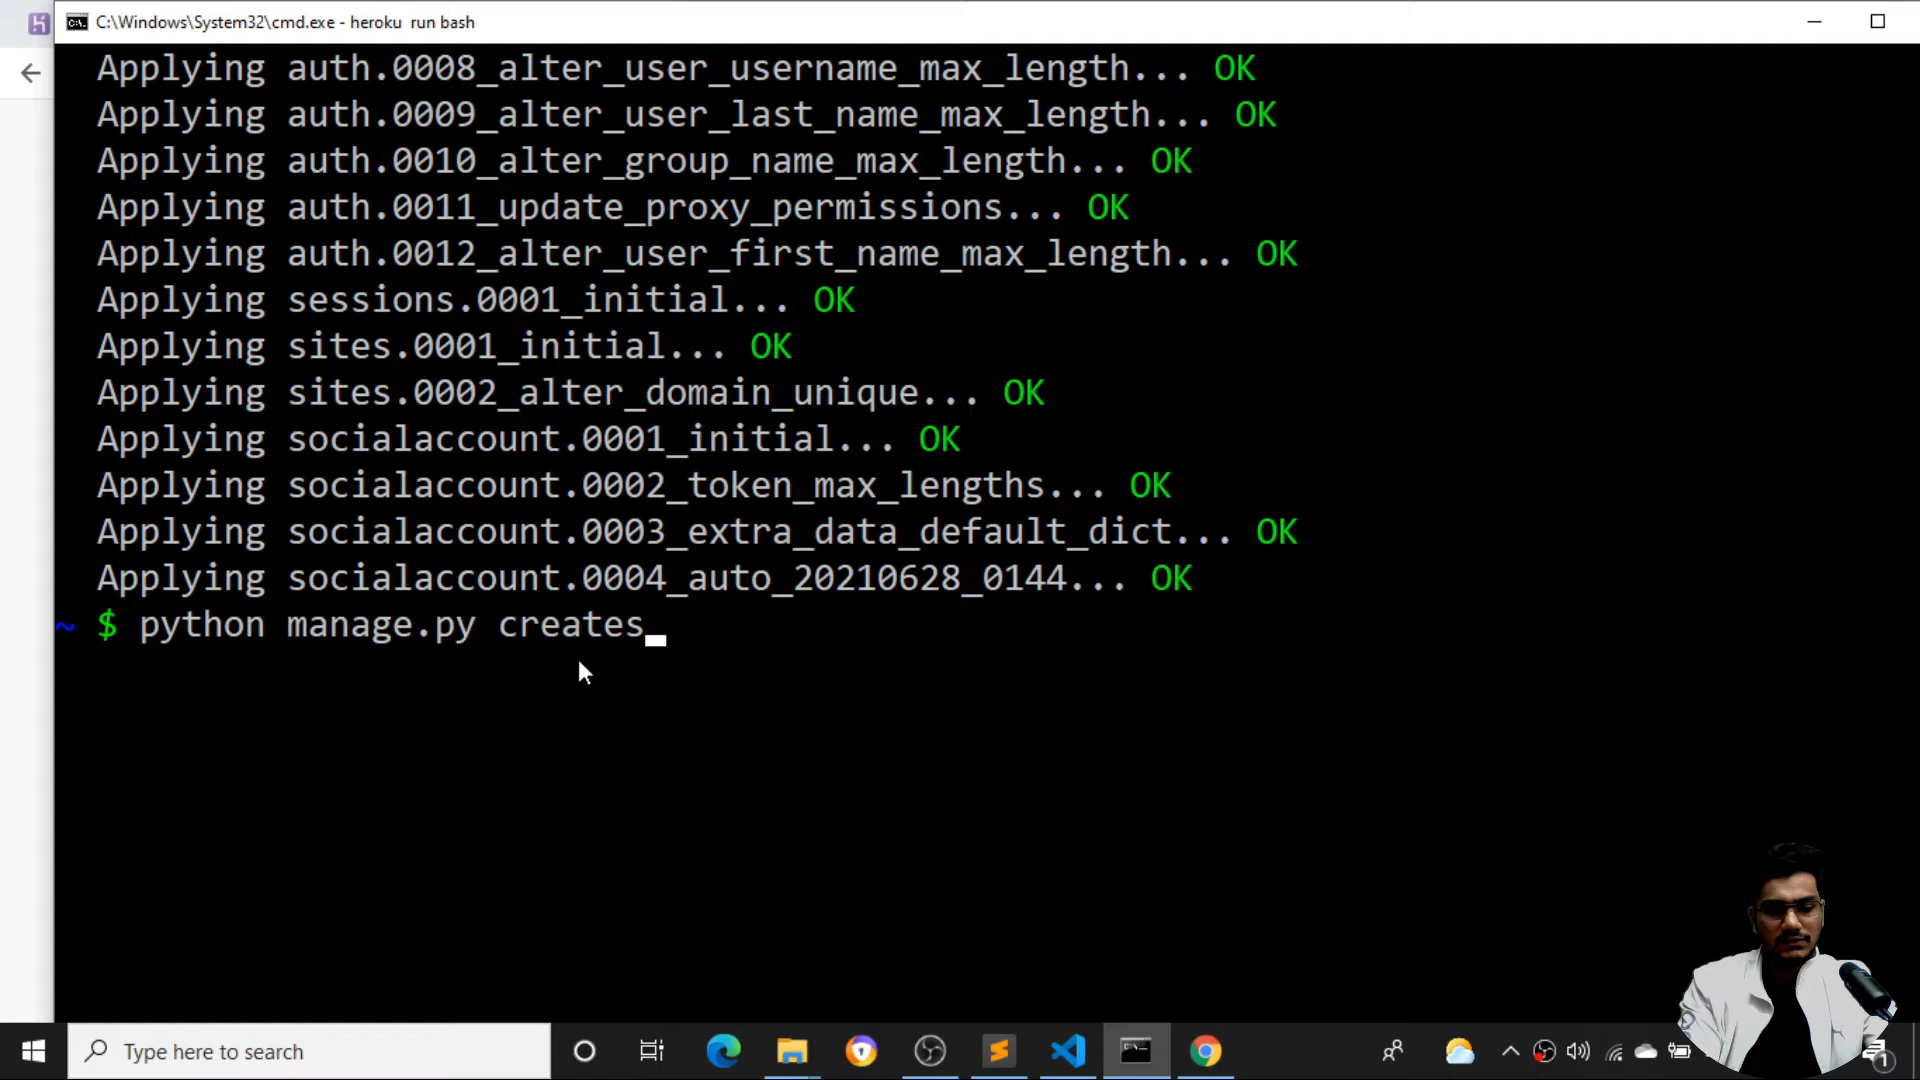 C:\Windows\System32\cmd.exe - heroku run bash
Applying auth.0008_alter_user_username_max_length... OK
Applying auth.0009_alter_user_last_name_max_length... OK
Applying auth.0010_alter_group_name_max_length... OK
Applying auth.0011_update_proxy_permissions... OK
Applying auth.0012_alter_user_first_name_max_length... OK
Applying sessions.0001_initial... OK
Applying sites.0001_initial... OK
Applying sites.0002_alter_domain_unique... OK
Applying socialaccount.0001_initial... OK
Applying socialaccount.0002_token_max_lengths... OK
Applying socialaccount.0003_extra_data_default_dict... OK
Applying socialaccount.0004_auto_20210628_0144... OK
~ $ python manage.py creates_
Type here to search
1